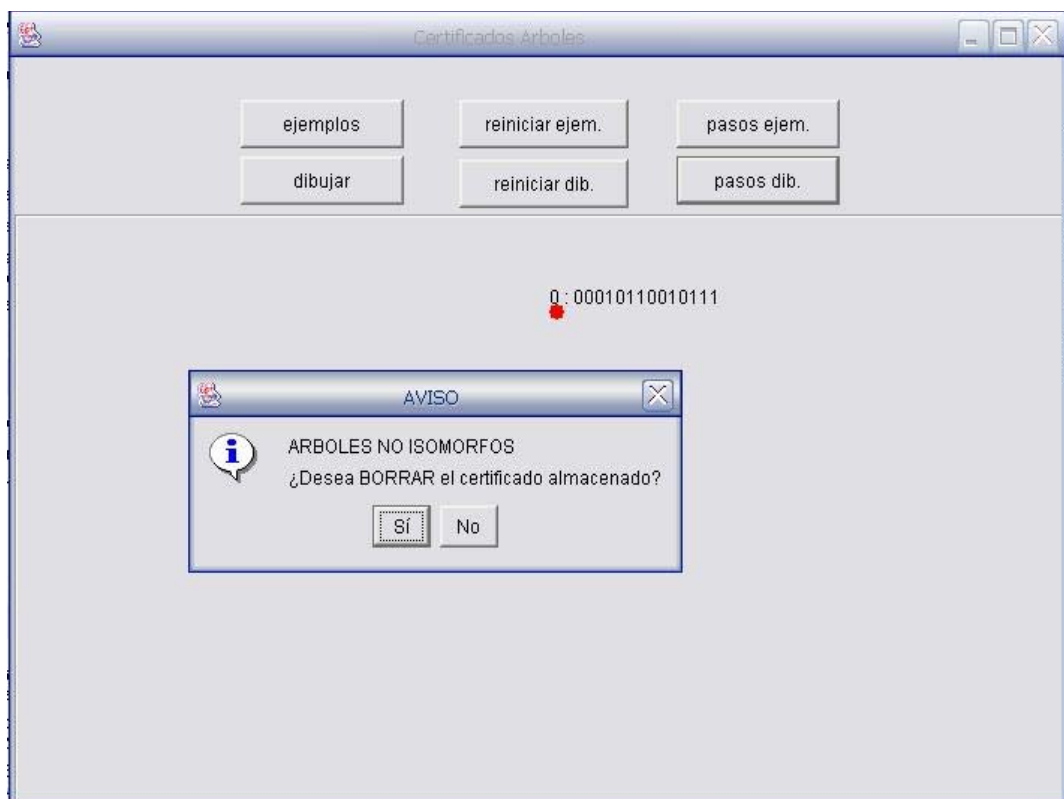 Certificados Arboles
ejemplos reiniciar ejem. pasos ejem.
dibujar reiniciar dib. pasos dib.
0 : 00010110010111
AVISO
ARBOLES NO ISOMORFOS
¿Desea BORRAR el certificado almacenado?
Sí No